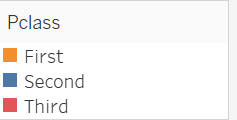 Pclass
First
Second
Third